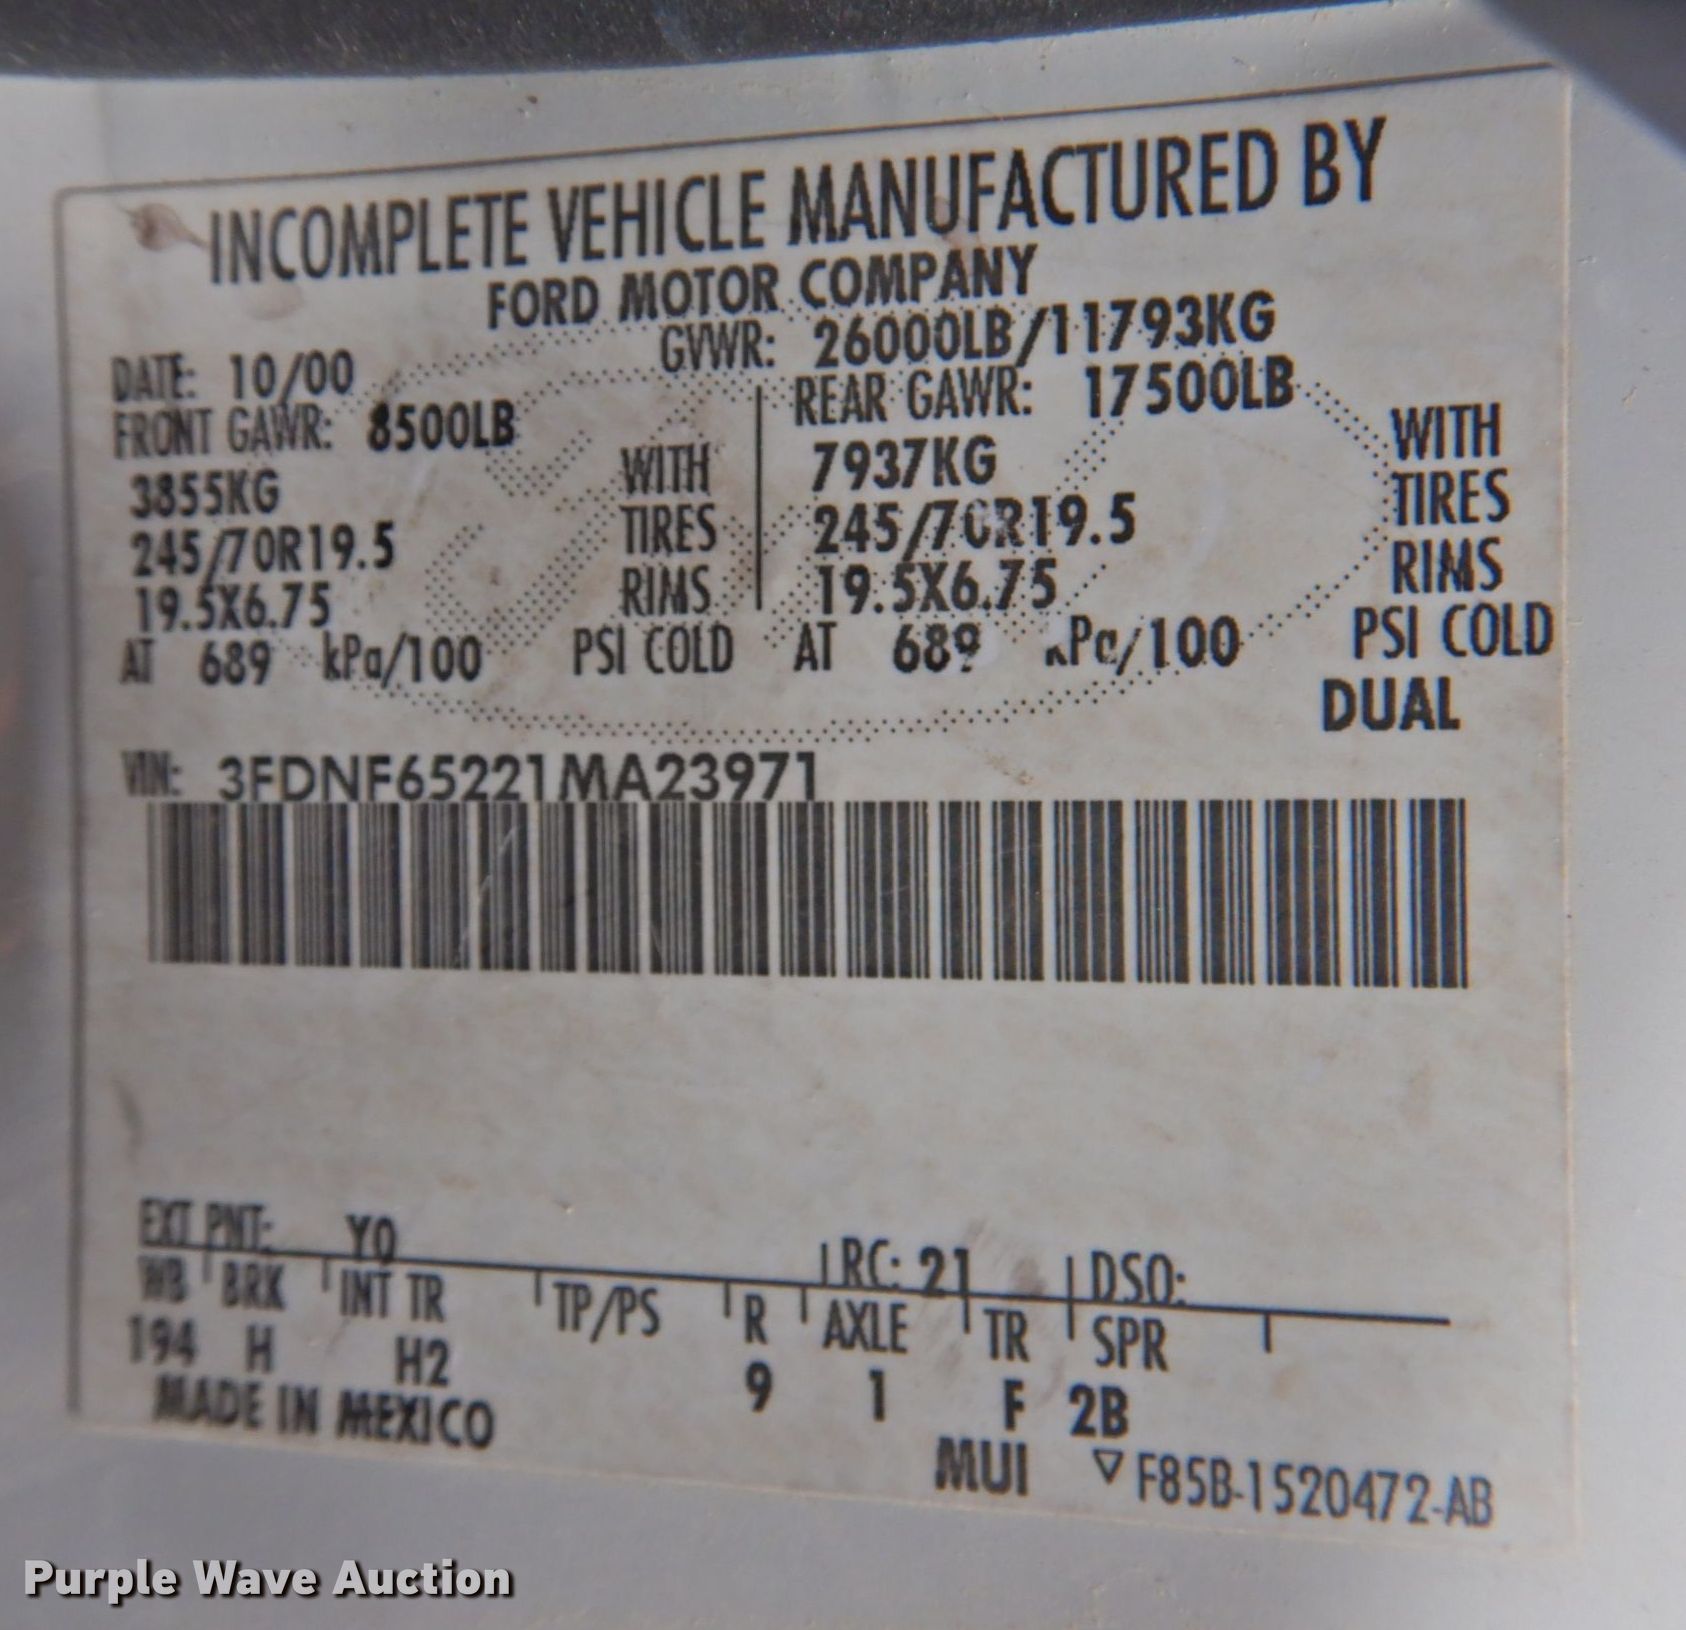 INCOMPLETE VEHICLE MANUFACTURED BY
FORD MOTOR COMPANY
DATE: 10/00 GVWR: 26000LB/11793KG
FRONT GAWR: 8500LB REAR GAWR: 17500LB
3855KG WITH 7937KG WITH
245/70R19.5 TIRES 245/70R19.5 TIRES
19.5X6.75 RIMS 19.5X6.75 RIMS
AT 689 kPa/100 PSI COLD AT 689 kPa/100 PSI COLD
DUAL
VIN: 3FDNF65221MA23971
EXT PNT: YO RC: 21 DSO:
WB BRK INT TR TP/PS R AXLE TR SPR
194 H H2 9 1 F 2B
MADE IN MEXICO
MUI ▽F85B-1520472-AB
Purple Wave Auction